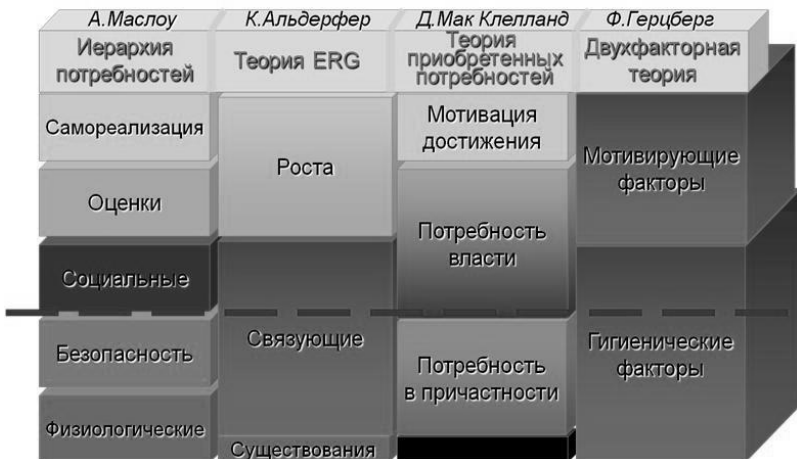 А.Маслоу
К.Альдерфер
Д.Мак Клелланд
Ф.Герцберг
Иерархия
потребностей
Теория ERG
Теория
приобретенных
потребностей
Двухфакторная
теория
Самореализация
Оценки
Социальные
Безопасность
Физиологические
Роста
Связующие
Существования
Мотивация
достижения
Потребность
власти
Потребность
в причастности
Мотивирующие
факторы
Гигиенические
факторы